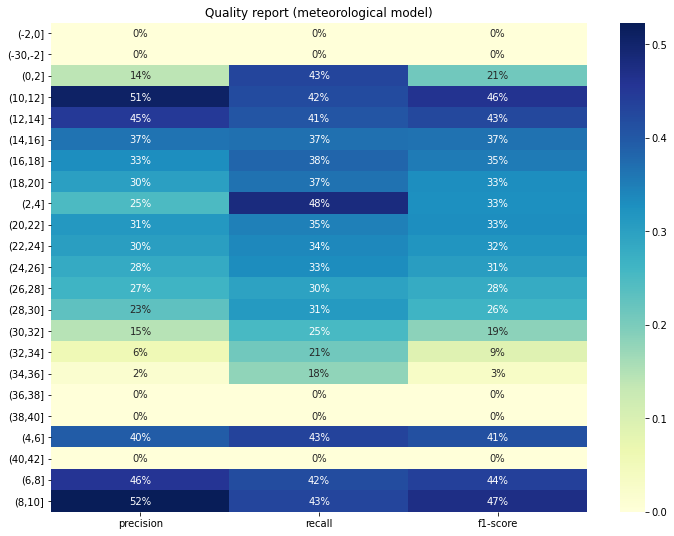 Quality report (meteorological model)
(-2,0] 0% 0% 0%
(-30,-2] 0% 0% 0%
(0,2] 14% 43% 21%
(10,12] 51% 42% 46%
(12,14] 45% 41% 43%
(14,16] 37% 37% 37%
(16,18] 33% 38% 35%
(18,20] 30% 37% 33%
(2,4] 25% 48% 33%
(20,22] 31% 35% 33%
(22,24] 30% 34% 32%
(24,26] 28% 33% 31%
(26,28] 27% 30% 28%
(28,30] 23% 31% 26%
(30,32] 15% 25% 19%
(32,34] 6% 21% 9%
(34,36] 2% 18% 3%
(36,38] 0% 0% 0%
(38,40] 0% 0% 0%
(4,6] 40% 43% 41%
(40,42] 0% 0% 0%
(6,8] 46% 42% 44%
(8,10] 52% 43% 47%
precision recall f1-score
0.5
0.4
0.3
0.2
0.1
0.0